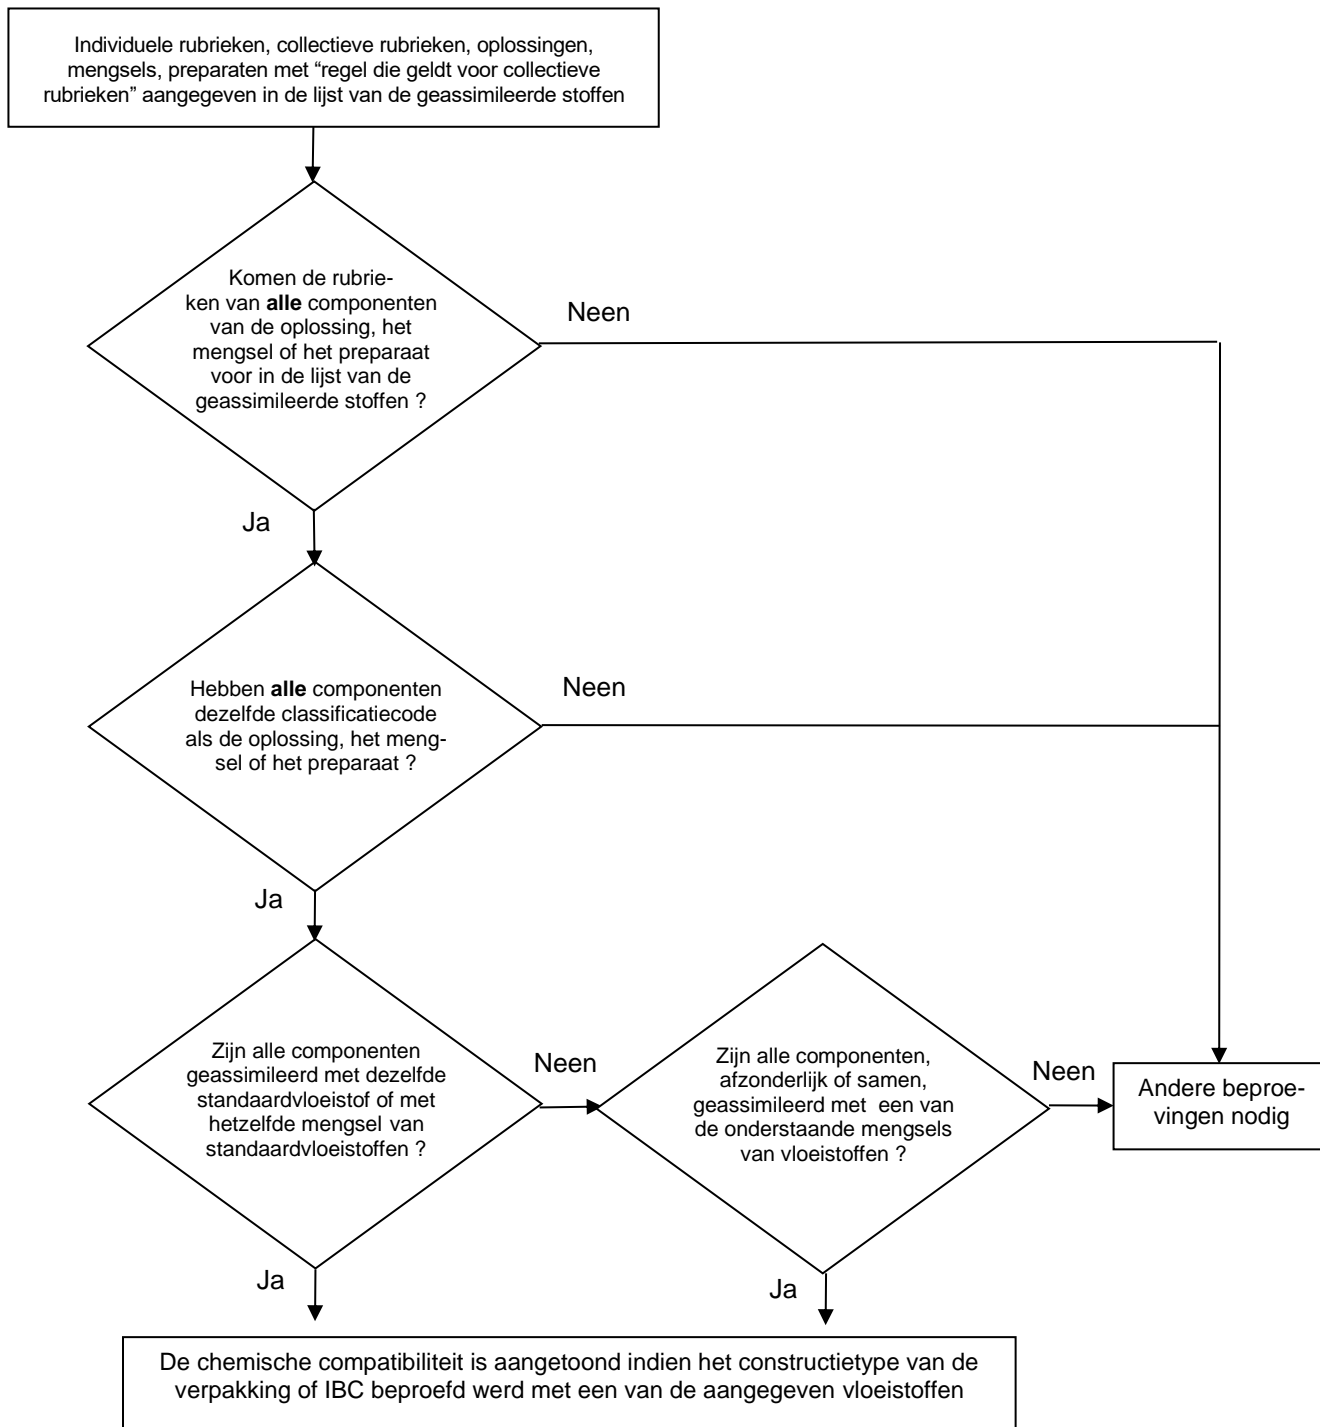 Individuele rubrieken, collectieve rubrieken, oplossingen,
mengsels, preparaten met “regel die geldt voor collectieve
rubrieken” aangegeven in de lijst van de geassimileerde stoffen
Komen de rubrie-
ken van alle componenten
van de oplossing, het
mengsel of het preparaat
voor in de lijst van de
geassimileerde stoffen ?
Neen
Ja
Hebben alle componenten
dezelfde classificatiecode
als de oplossing, het meng-
sel of het preparaat ?
Neen
Ja
Zijn alle componenten
geassimileerd met dezelfde
standaardvloeistof of met
hetzelfde mengsel van
standaardvloeistoffen ?
Neen
Zijn alle componenten,
afzonderlijk of samen,
geassimileerd met een van
de onderstaande mengsels
van vloeistoffen ?
Neen
Andere beproe-
vingen nodig
Ja
Ja
De chemische compatibiliteit is aangetoond indien het constructietype van de
verpakking of IBC beproefd werd met een van de aangegeven vloeistoffen